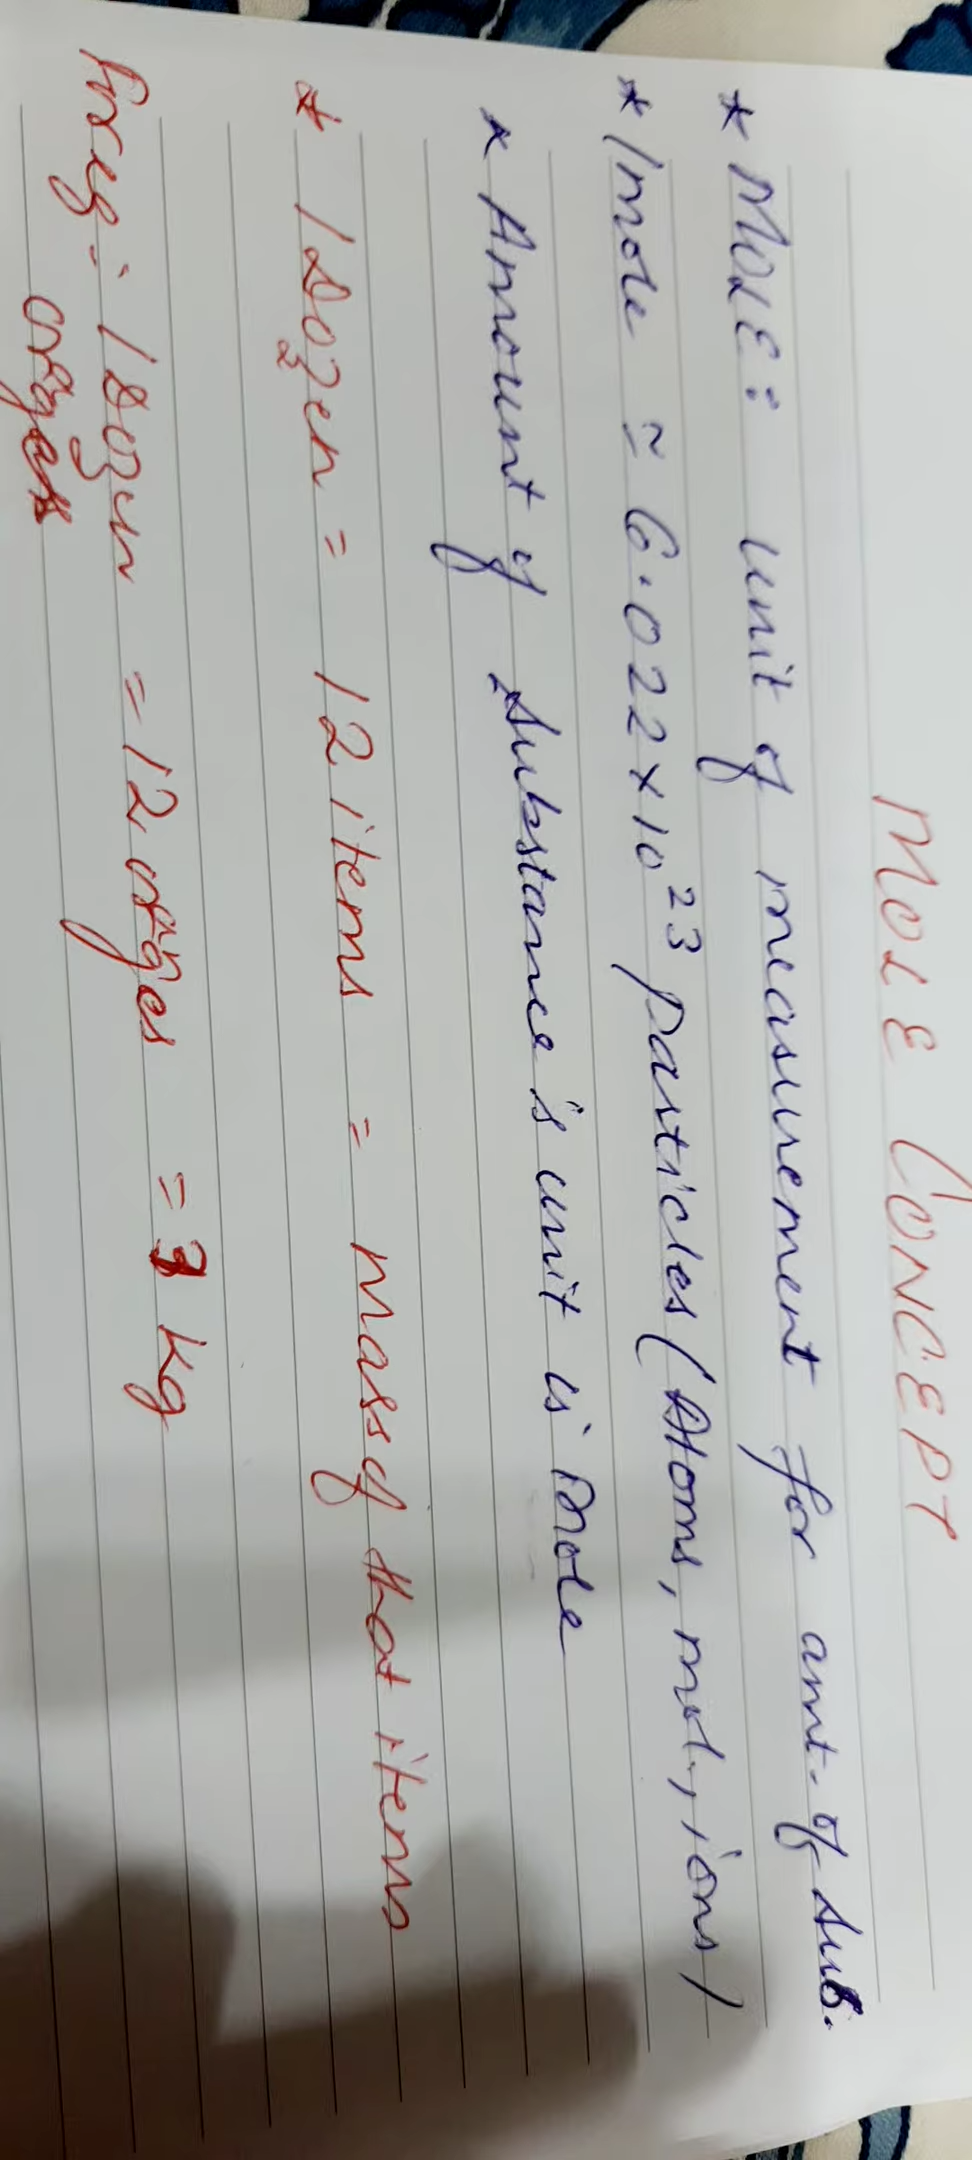 MOLE CONCEPT
* MOLE: unit of measurement for amt. of Sub.
* 1mole ≃ 6.022×10²³ particles (Atoms, mol., ions)
* Amount of Substance is unit is mole
* 1 Dozen = 12 items = mass of that items
For eg:- 1 Dozen = 12 orges = 3 kg